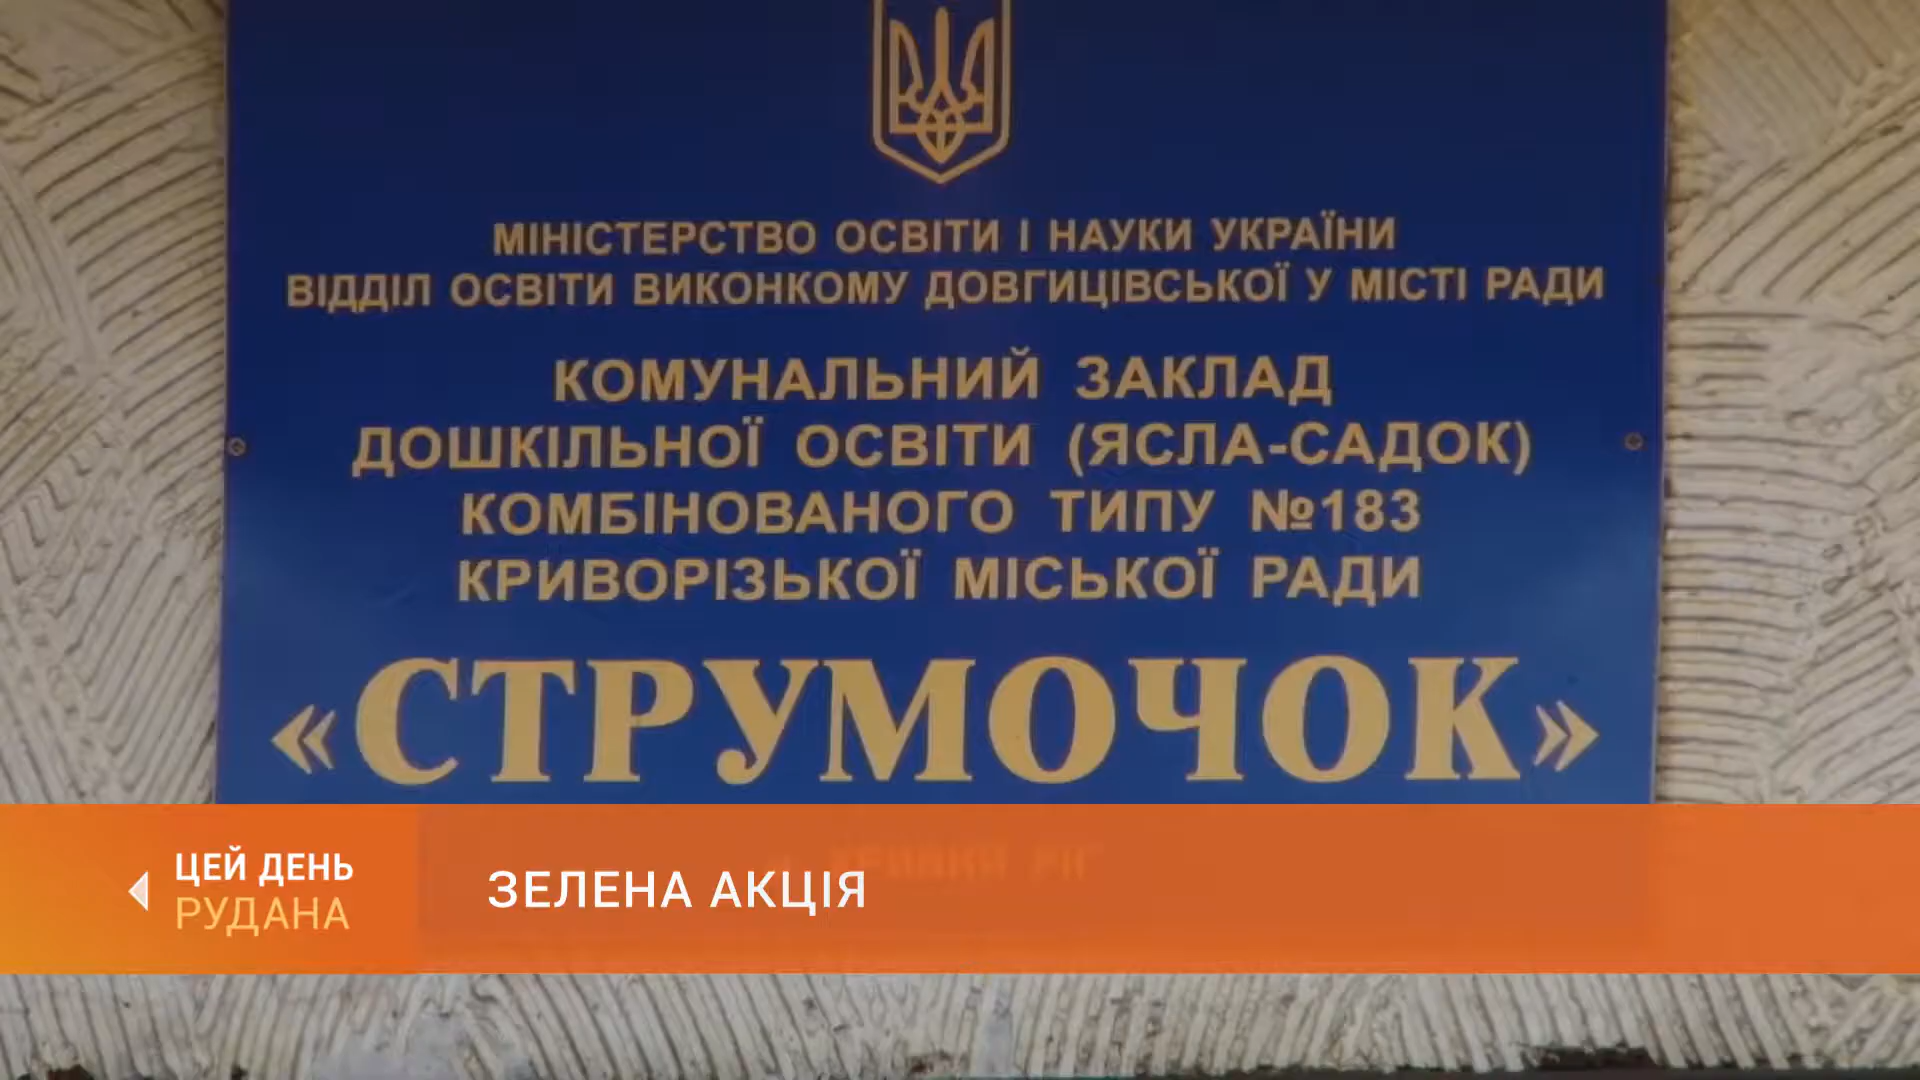 МІНІСТЕРСТВО ОСВІТИ І НАУКИ УКРАЇНИ
ВІДДІЛ ОСВІТИ ВИКОНКОМУ ДОВГИЦІВСЬКОЇ У МІСТІ РАДИ
КОМУНАЛЬНИЙ ЗАКЛАД
ДОШКІЛЬНОЇ ОСВІТИ (ЯСЛА-САДОК)
КОМБІНОВАНОГО ТИПУ №183
КРИВОРІЗЬКОЇ МІСЬКОЇ РАДИ
«СТРУМОЧОК»
ЦЕЙ ДЕНЬ
РУДАНА
ЗЕЛЕНА АКЦІЯ